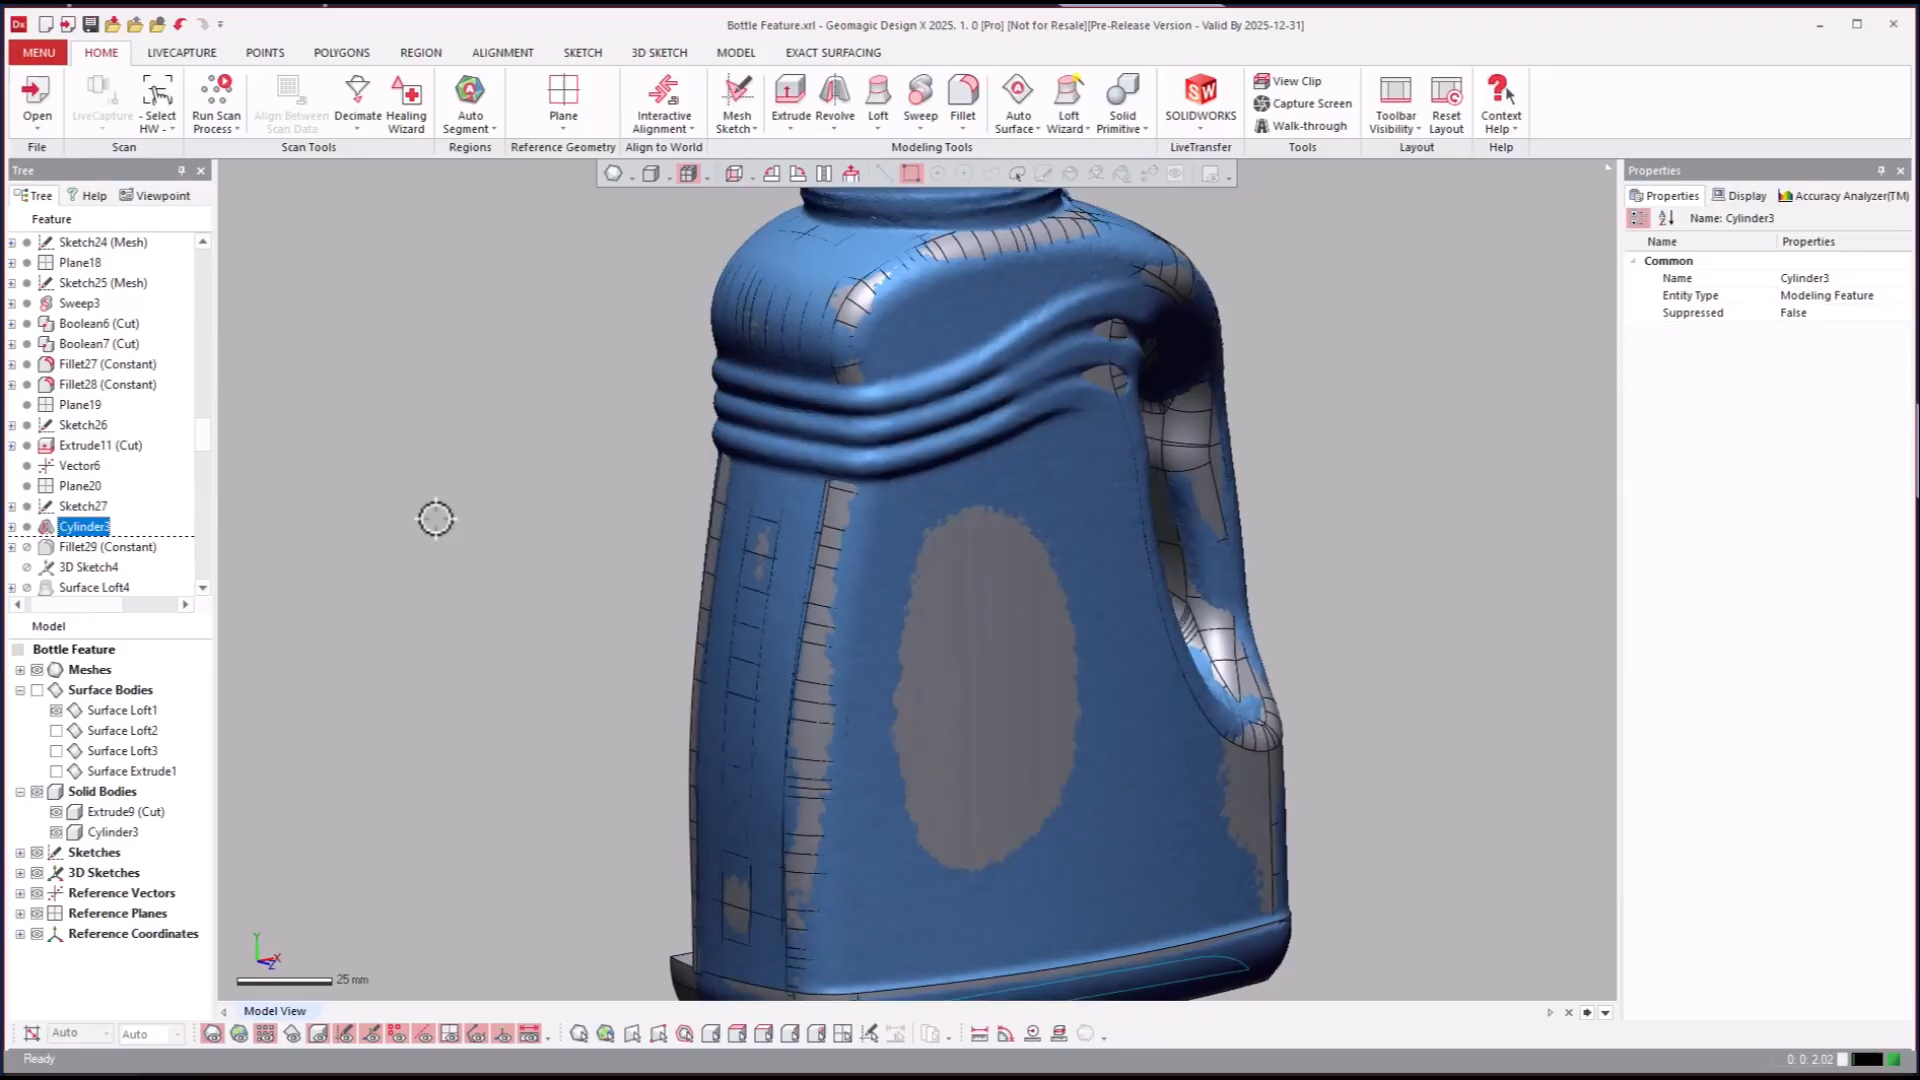 Bottle Feature.xrl - Geomagic Design X 2025. 1. 0 [Pro] [Not for Resale][Pre-Release Version - Valid By 2025-12-31]
MENU HOME LIVECAPTURE POINTS POLYGONS REGION ALIGNMENT SKETCH 3D SKETCH MODEL EXACT SURFACING
Open LiveCapture Select HW Run Scan Process Align Between Scan Data Decimate Healing Wizard Auto Segment Plane Interactive Alignment Mesh Sketch Extrude Revolve Loft Sweep Fillet Auto Surface Loft Wizard Solid Primitive SOLIDWORKS View Clip Capture Screen Walk-through Toolbar Visibility Reset Layout Context Help
File Scan Scan Tools Regions Reference Geometry Align to World Modeling Tools LiveTransfer Tools Layout Help
Tree
Tree Help Viewpoint
Feature
Sketch24 (Mesh)
Plane18
Sketch25 (Mesh)
Sweep3
Boolean6 (Cut)
Boolean7 (Cut)
Fillet27 (Constant)
Fillet28 (Constant)
Plane19
Sketch26
Extrude11 (Cut)
Vector6
Plane20
Sketch27
Cylinder3
Fillet29 (Constant)
3D Sketch4
Surface Loft4
Model
Bottle Feature
Meshes
Surface Bodies
Surface Loft1
Surface Loft2
Surface Loft3
Surface Extrude1
Solid Bodies
Extrude9 (Cut)
Cylinder3
Sketches
3D Sketches
Reference Vectors
Reference Planes
Reference Coordinates
Y X Z
25 mm
Model View
Properties
Properties Display Accuracy Analyzer(TM)
Name: Cylinder3
Name Properties
Common
Name Cylinder3
Entity Type Modeling Feature
Suppressed False
Auto Auto
Ready
0: 0: 2.02